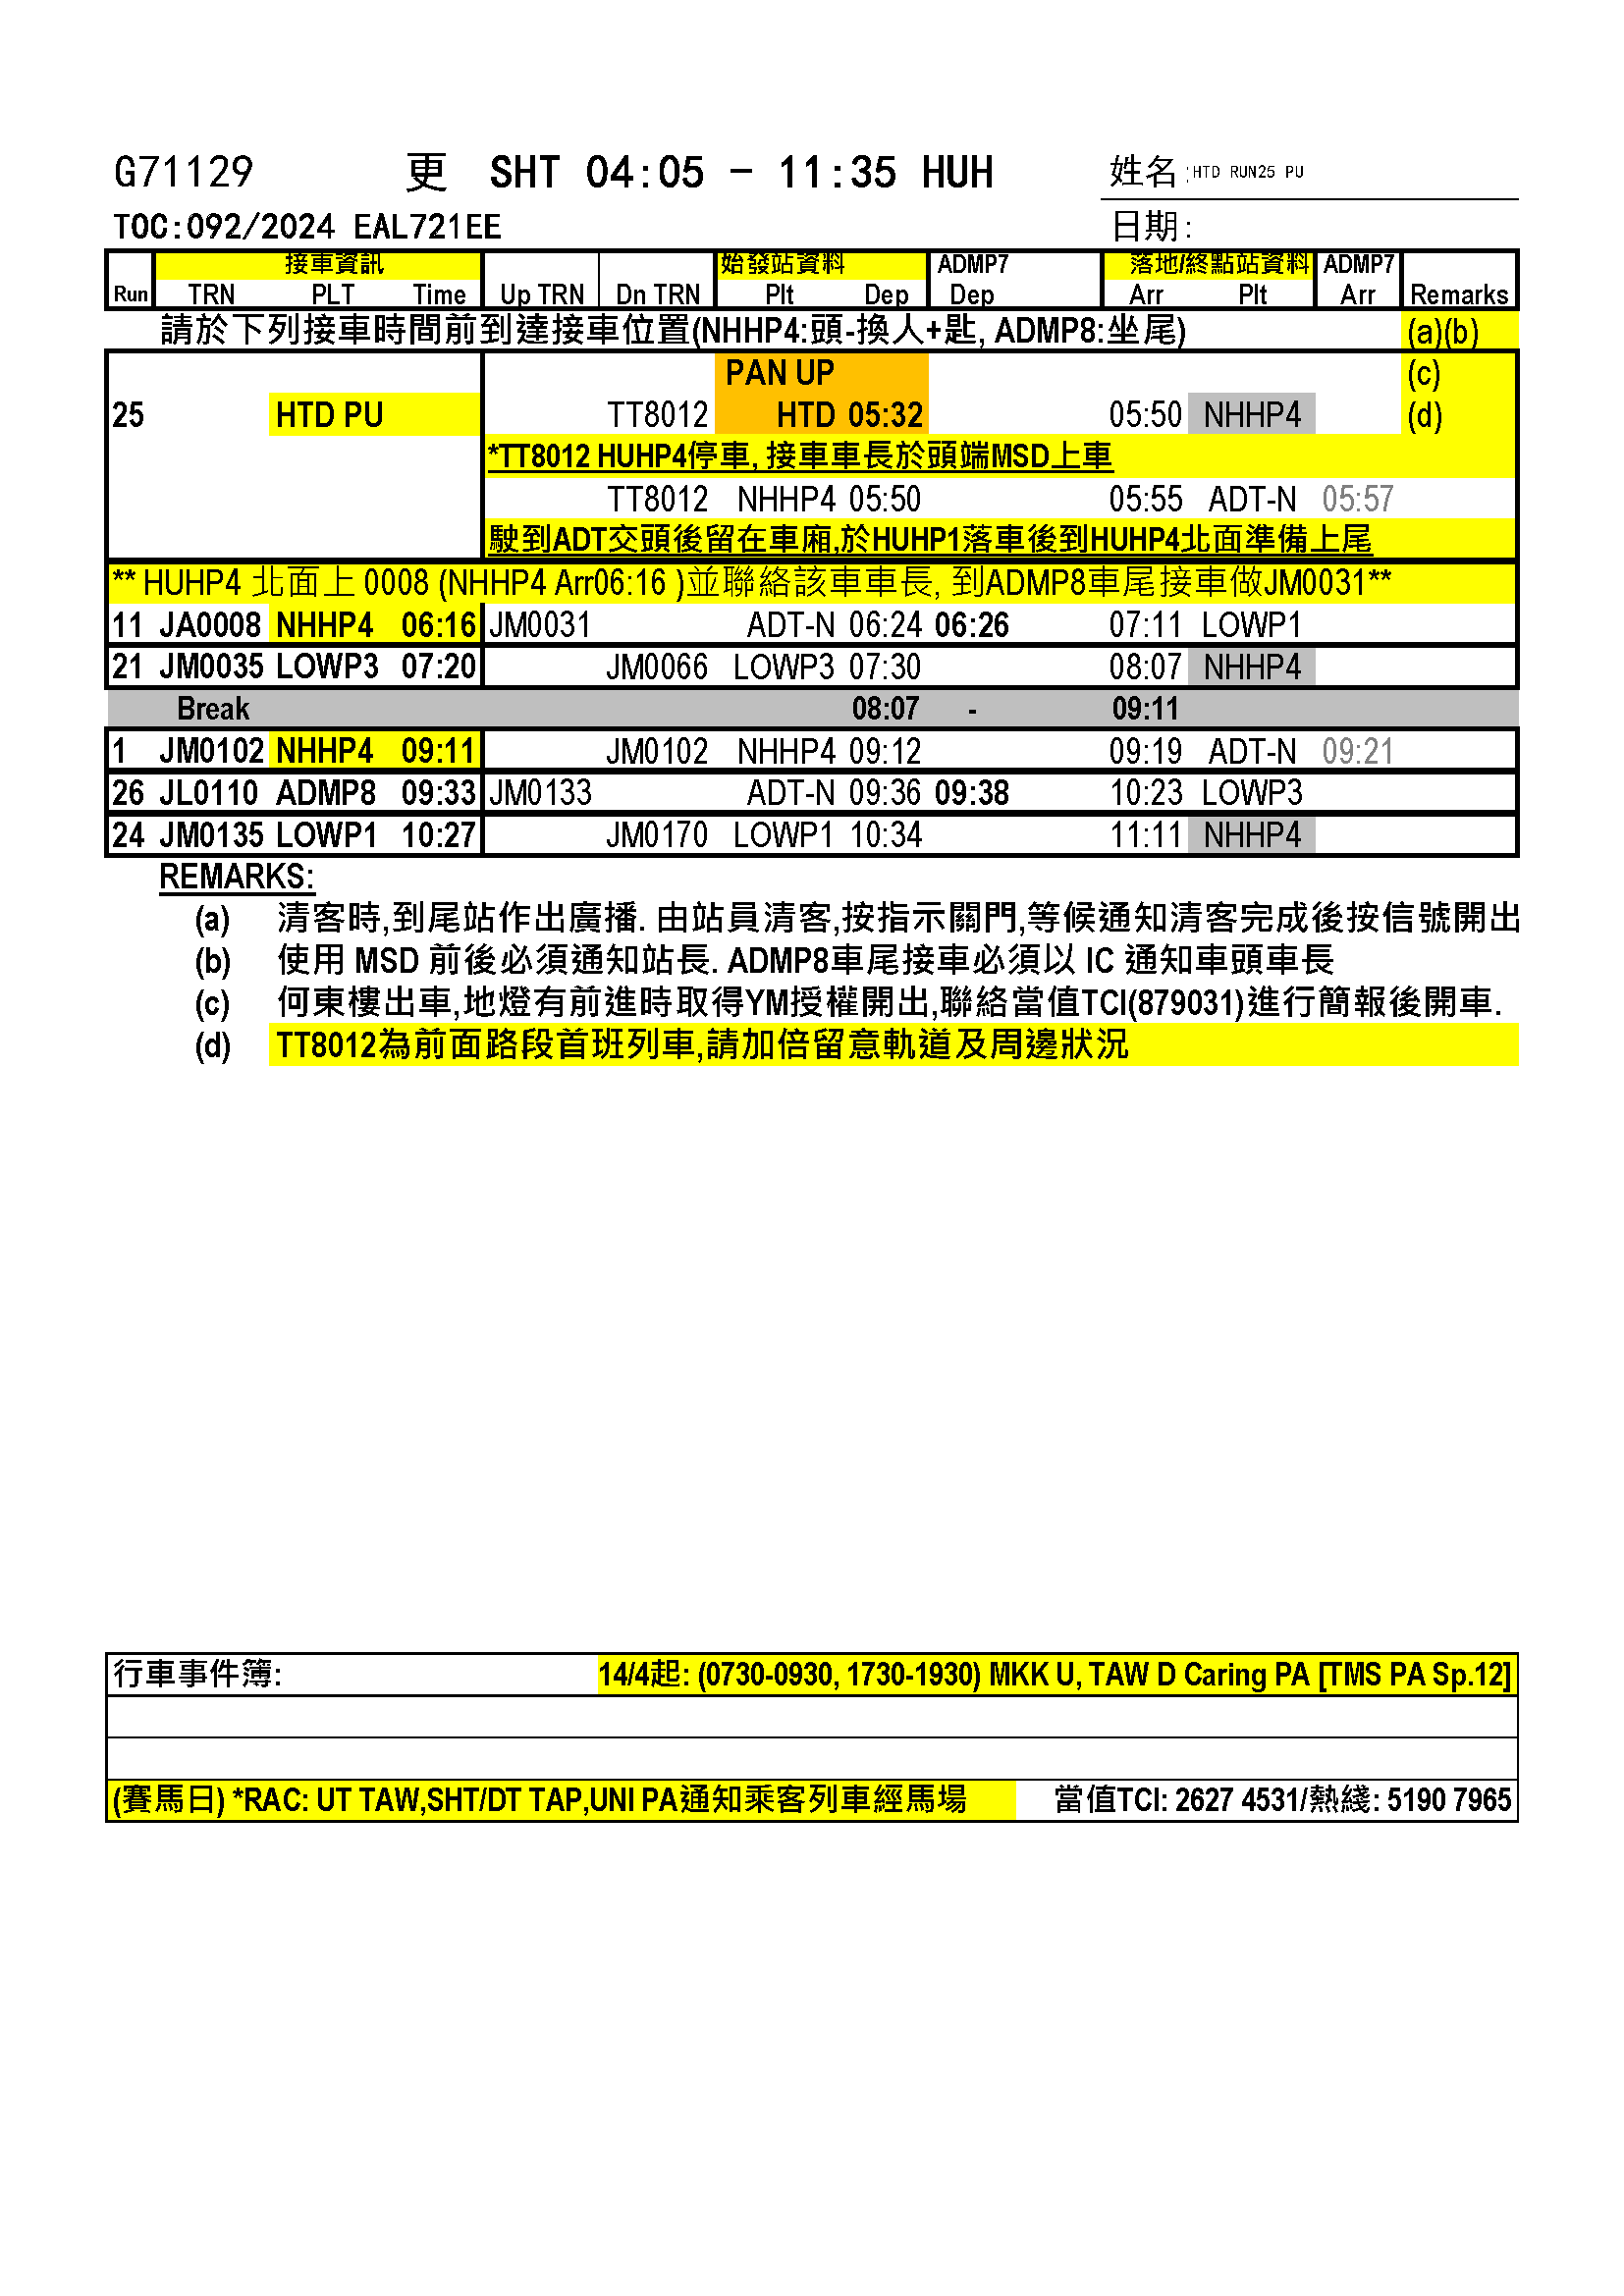 G71129 更 SHT 04:05 - 11:35 HUH 姓名:HTD RUN25 PU
TOC:092/2024 EAL721EE 日期:
接車資訊 始發站資料 ADMP7 落地/終點站資料 ADMP7
Run TRN PLT Time Up TRN Dn TRN Plt Dep Dep Arr Plt Arr Remarks
請於下列接車時間前到達接車位置(NHHP4:頭-換人+匙, ADMP8:坐尾) (a)(b)
PAN UP (c)
25 HTD PU TT8012 HTD 05:32 05:50 NHHP4 (d)
*TT8012 HUHP4停車, 接車車長於頭端MSD上車
TT8012 NHHP4 05:50 05:55 ADT-N 05:57
駛到ADT交頭後留在車廂,於HUHP1落車後到HUHP4北面準備上尾
** HUHP4 北面上 0008 (NHHP4 Arr06:16 )並聯絡該車車長, 到ADMP8車尾接車做JM0031**
11 JA0008 NHHP4 06:16 JM0031 ADT-N 06:24 06:26 07:11 LOWP1
21 JM0035 LOWP3 07:20 JM0066 LOWP3 07:30 08:07 NHHP4
Break 08:07 - 09:11
1 JM0102 NHHP4 09:11 JM0102 NHHP4 09:12 09:19 ADT-N 09:21
26 JL0110 ADMP8 09:33 JM0133 ADT-N 09:36 09:38 10:23 LOWP3
24 JM0135 LOWP1 10:27 JM0170 LOWP1 10:34 11:11 NHHP4
REMARKS:
(a) 清客時,到尾站作出廣播. 由站員清客,按指示關門,等候通知清客完成後按信號開出
(b) 使用 MSD 前後必須通知站長. ADMP8車尾接車必須以 IC 通知車頭車長
(c) 何東樓出車,地燈有前進時取得YM授權開出,聯絡當值TCI(879031)進行簡報後開車.
(d) TT8012為前面路段首班列車,請加倍留意軌道及周邊狀況
行車事件簿: 14/4起: (0730-0930, 1730-1930) MKK U, TAW D Caring PA [TMS PA Sp.12]
(賽馬日) *RAC: UT TAW,SHT/DT TAP,UNI PA通知乘客列車經馬場 當值TCI: 2627 4531/熱綫: 5190 7965